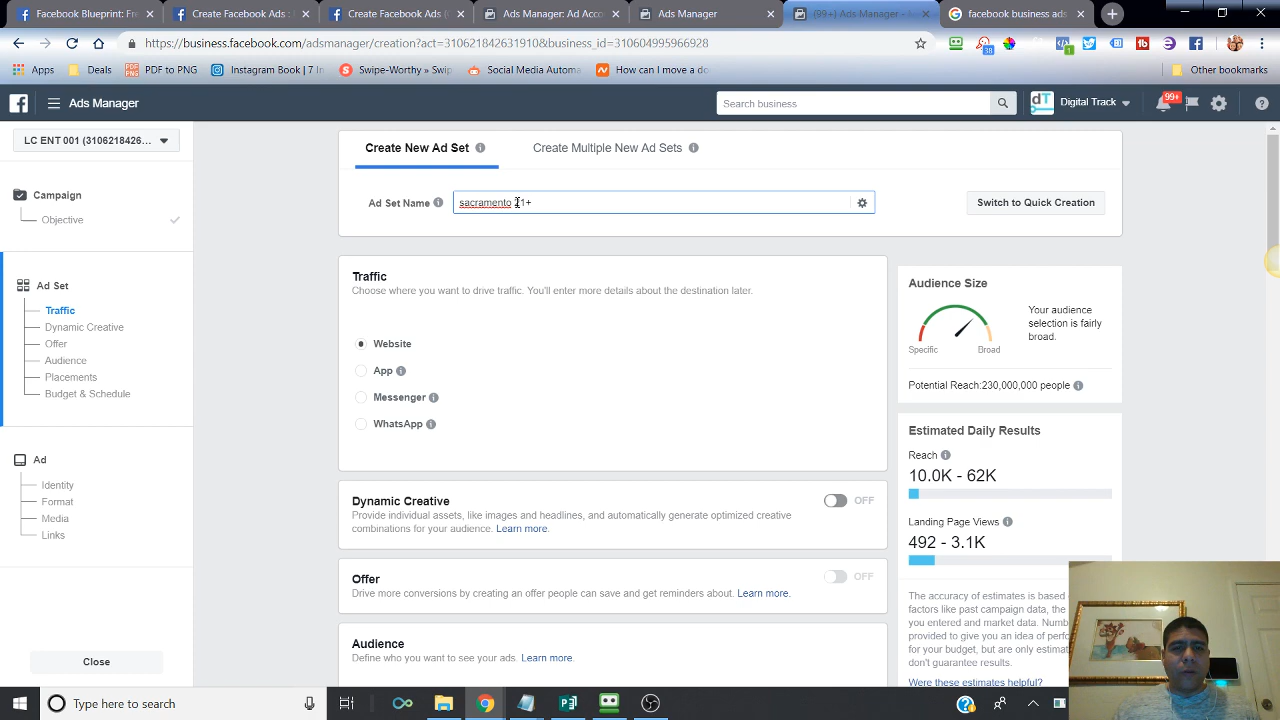 Facebook Blueprint: Fre
Create Facebook Ads :
Create Facebook Ads (
Ads Manager: Ad Acco
Ads Manager
(99+) Ads Manager - A
facebook business ads
https://business.facebook.com/adsmanager/creation?act=310621843631910&business_id=310604995966928
38
1
Apps
Deals
PDF to PNG
Instagram Book | 7 In
Swipe-Worthy » Swip
Social Media Automa
How can I move a do
Other bookmarks
Ads Manager
Search business
dT
Digital Track
99+
LC ENT 001 (3106218426...
Create New Ad Set
Create Multiple New Ad Sets
Campaign
Objective
Ad Set Name
sacramento 21+
Switch to Quick Creation
Ad Set
Traffic
Dynamic Creative
Offer
Audience
Placements
Budget & Schedule
Ad
Identity
Format
Media
Links
Close
Traffic
Choose where you want to drive traffic. You'll enter more details about the destination later.
Website
App
Messenger
WhatsApp
Dynamic Creative
OFF
Provide individual assets, like images and headlines, and automatically generate optimized creative
combinations for your audience. Learn more.
Offer
OFF
Drive more conversions by creating an offer people can save and get reminders about. Learn more.
Audience
Define who you want to see your ads. Learn more.
Audience Size
Your audience
selection is fairly
broad.
Specific
Broad
Potential Reach:230,000,000 people
Estimated Daily Results
Reach
10.0K - 62K
Landing Page Views
492 - 3.1K
The accuracy of estimates is based
factors like past campaign data, the
you entered and market data. Num
provided to give you an idea of perfo
for your budget, but are only estimat
don't guarantee results.
Were these estimates helpful?
Type here to search